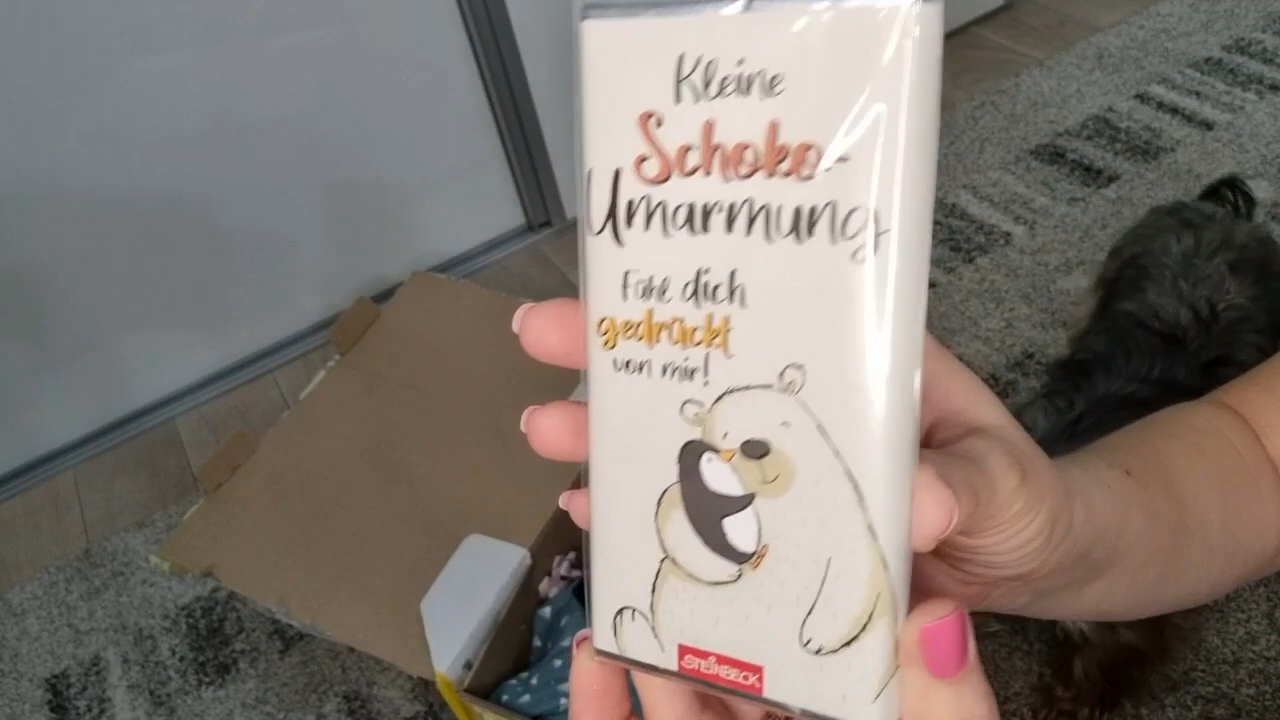 Kleine
Schoko-
Umarmung
Fühl dich
gedrückt
von mir!
STEINBECK